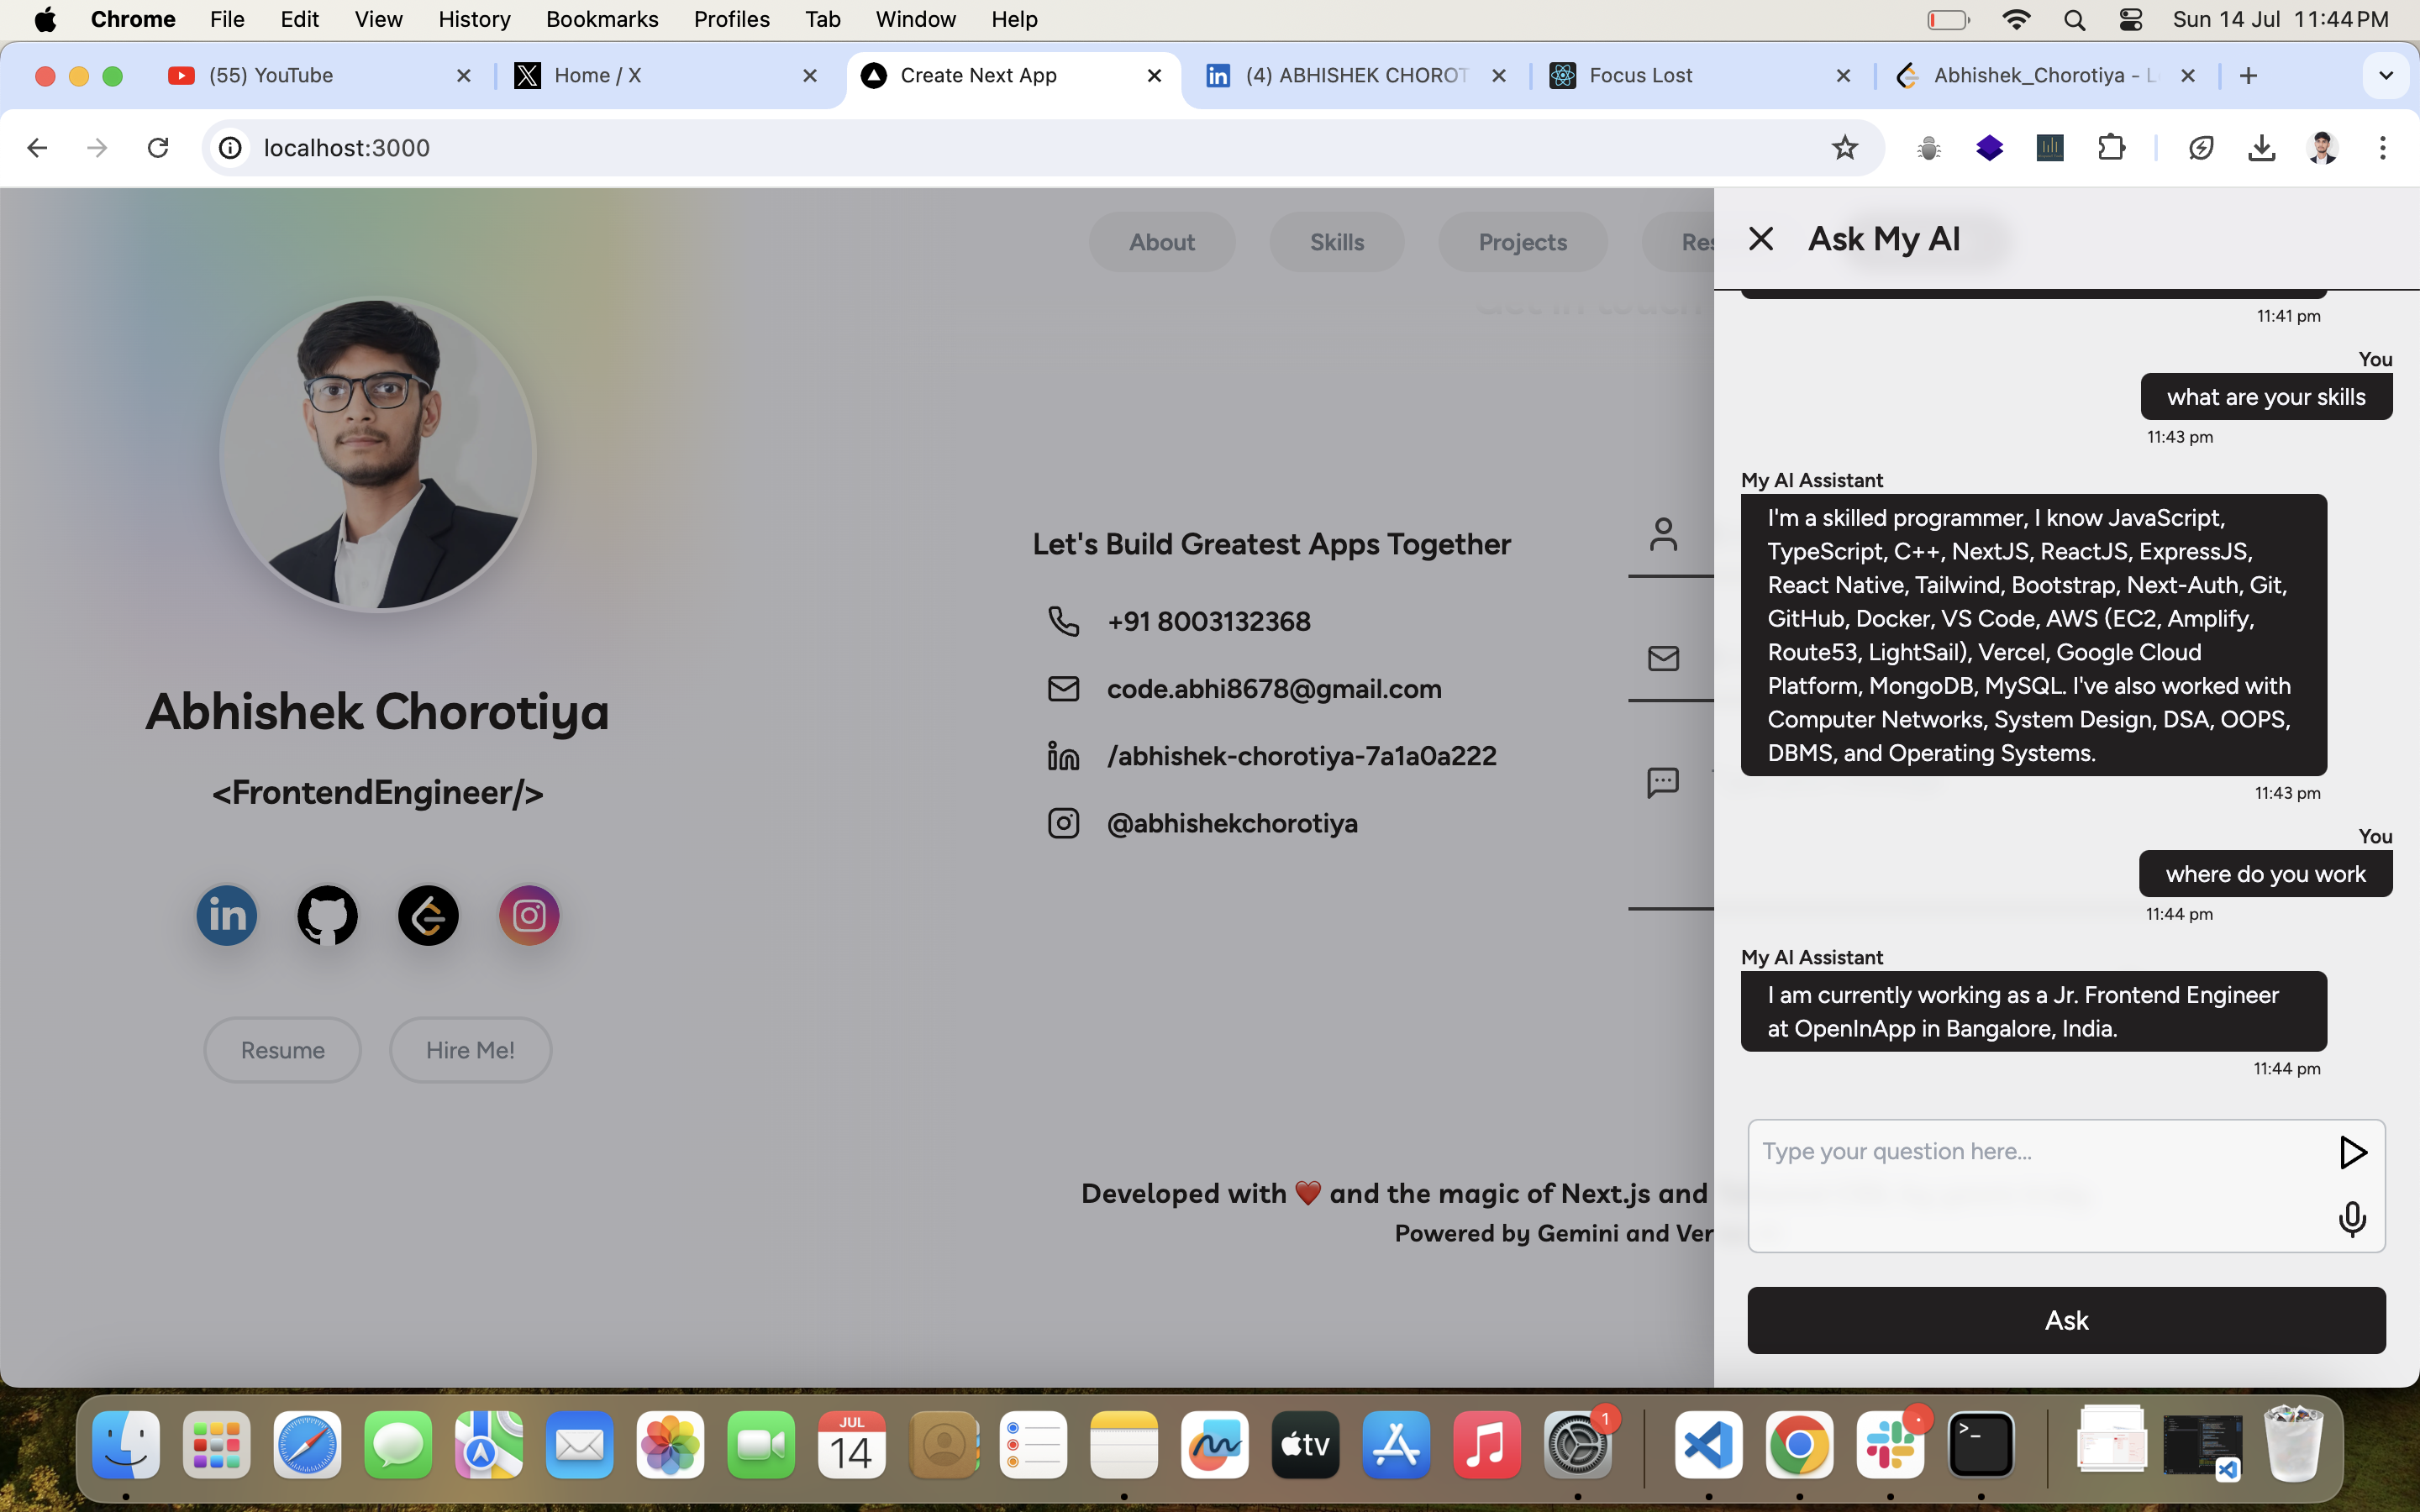 Chrome File Edit View History Bookmarks Profiles Tab Window Help Sun 14 Jul 11:44 PM
(55) YouTube Home / X Create Next App (4) ABHISHEK CHOROT Focus Lost Abhishek_Chorotiya - L
localhost:3000
About Skills Projects Res
Get in touch
Abhishek Chorotiya
<FrontendEngineer/>
Resume Hire Me!
Let's Build Greatest Apps Together
+91 8003132368
code.abhi8678@gmail.com
/abhishek-chorotiya-7a1a0a222
@abhishekchorotiya
Developed with ❤️ and the magic of Next.js and
Powered by Gemini and Ver
Ask My AI
11:41 pm
You
what are your skills
11:43 pm
My AI Assistant
I'm a skilled programmer, I know JavaScript,
TypeScript, C++, NextJS, ReactJS, ExpressJS,
React Native, Tailwind, Bootstrap, Next-Auth, Git,
GitHub, Docker, VS Code, AWS (EC2, Amplify,
Route53, LightSail), Vercel, Google Cloud
Platform, MongoDB, MySQL. I've also worked with
Computer Networks, System Design, DSA, OOPS,
DBMS, and Operating Systems.
11:43 pm
You
where do you work
11:44 pm
My AI Assistant
I am currently working as a Jr. Frontend Engineer
at OpenInApp in Bangalore, India.
11:44 pm
Type your question here...
Ask
JUL
14
tv
1